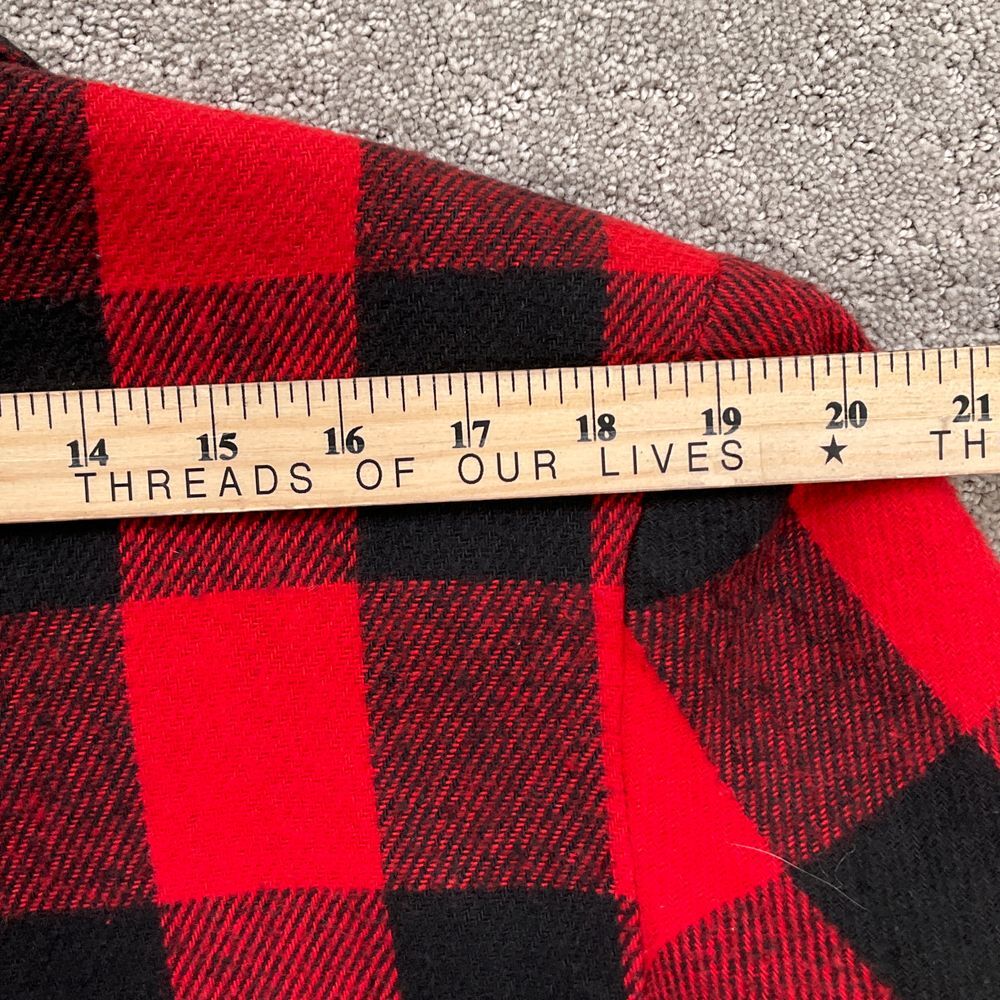 14 15 16 17 18 19 20 21
THREADS OF OUR LIVES ★ TH